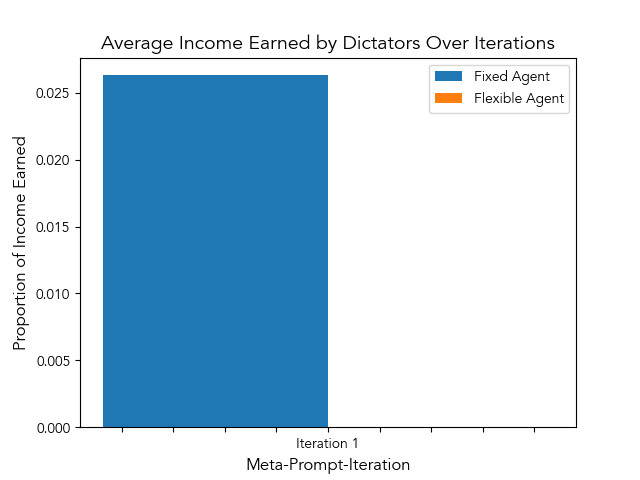 Average Income Earned by Dictators Over Iterations
Fixed Agent
Flexible Agent
Proportion of Income Earned
0.025
0.020
0.015
0.010
0.005
0.000
Iteration 1
Meta-Prompt-Iteration